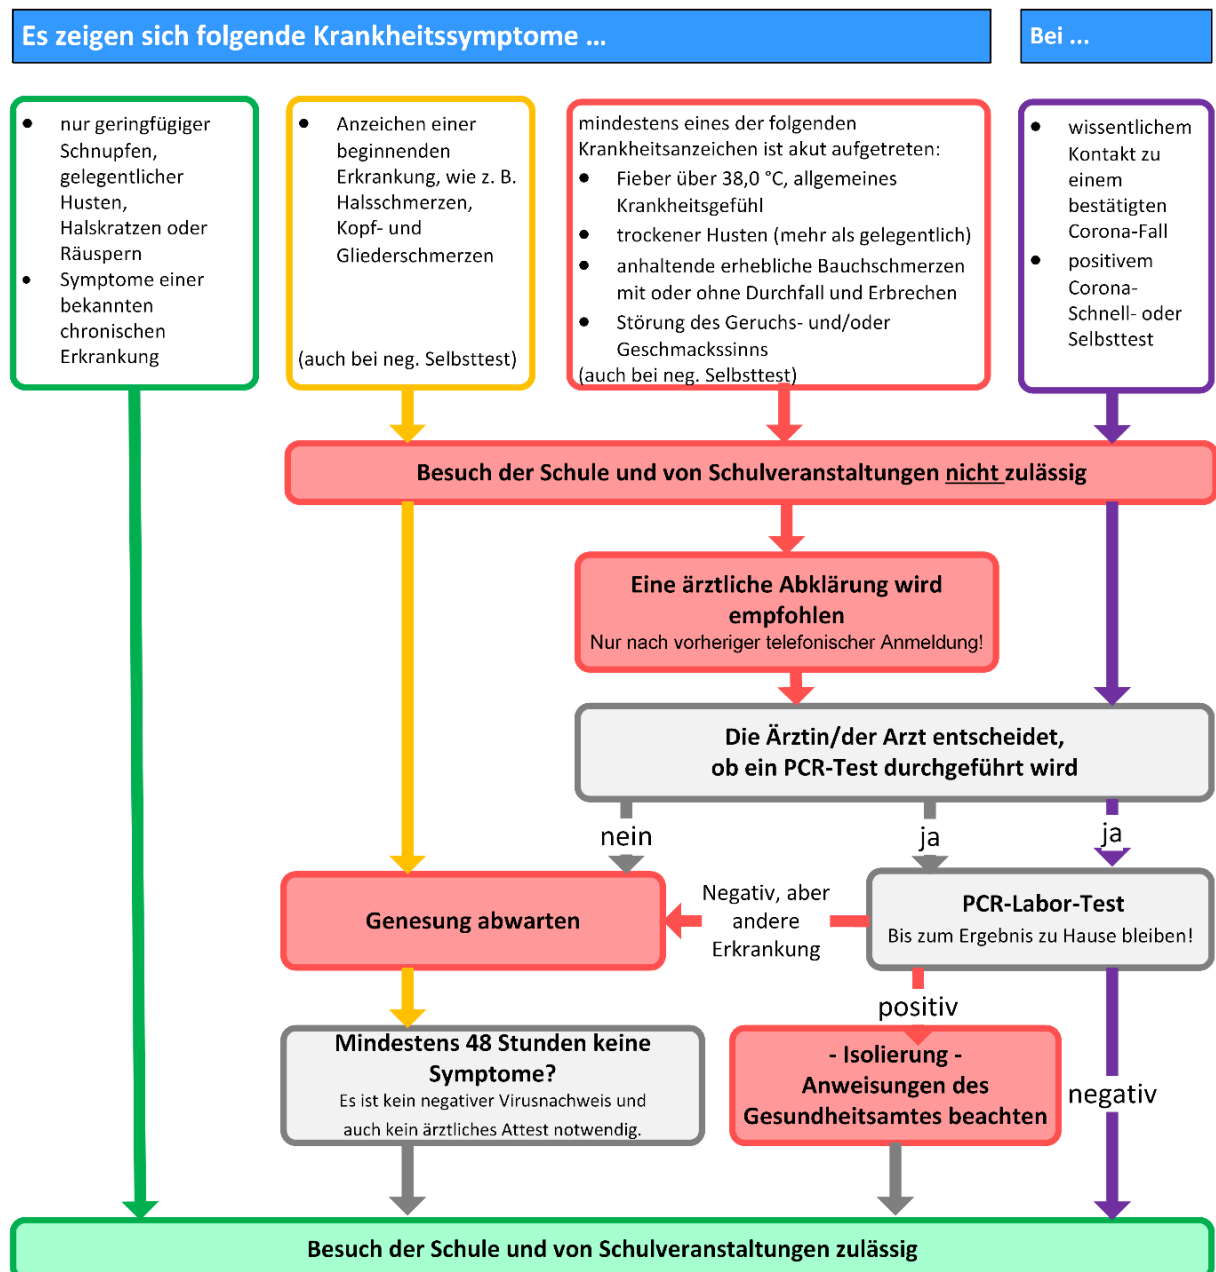 Es zeigen sich folgende Krankheitssymptome ...
Bei ...
● nur geringfügiger
Schnupfen,
gelegentlicher
Husten,
Halskratzen oder
Räuspern
● Symptome einer
bekannten
chronischen
Erkrankung
● Anzeichen einer
beginnenden
Erkrankung, wie z. B.
Halsschmerzen,
Kopf- und
Gliederschmerzen
(auch bei neg. Selbsttest)
mindestens eines der folgenden
Krankheitsanzeichen ist akut aufgetreten:
● Fieber über 38,0 °C, allgemeines
Krankheitsgefühl
● trockener Husten (mehr als gelegentlich)
● anhaltende erhebliche Bauchschmerzen
mit oder ohne Durchfall und Erbrechen
● Störung des Geruchs- und/oder
Geschmackssinns
(auch bei neg. Selbsttest)
● wissentlichem
Kontakt zu
einem
bestätigten
Corona-Fall
● positivem
Corona-
Schnell- oder
Selbsttest
Besuch der Schule und von Schulveranstaltungen nicht zulässig
Eine ärztliche Abklärung wird
empfohlen
Nur nach vorheriger telefonischer Anmeldung!
Die Ärztin/der Arzt entscheidet,
ob ein PCR-Test durchgeführt wird
nein
ja
ja
Genesung abwarten
Negativ, aber
andere
Erkrankung
PCR-Labor-Test
Bis zum Ergebnis zu Hause bleiben!
positiv
Mindestens 48 Stunden keine
Symptome?
Es ist kein negativer Virusnachweis und
auch kein ärztliches Attest notwendig.
- Isolierung -
Anweisungen des
Gesundheitsamtes beachten
negativ
Besuch der Schule und von Schulveranstaltungen zulässig